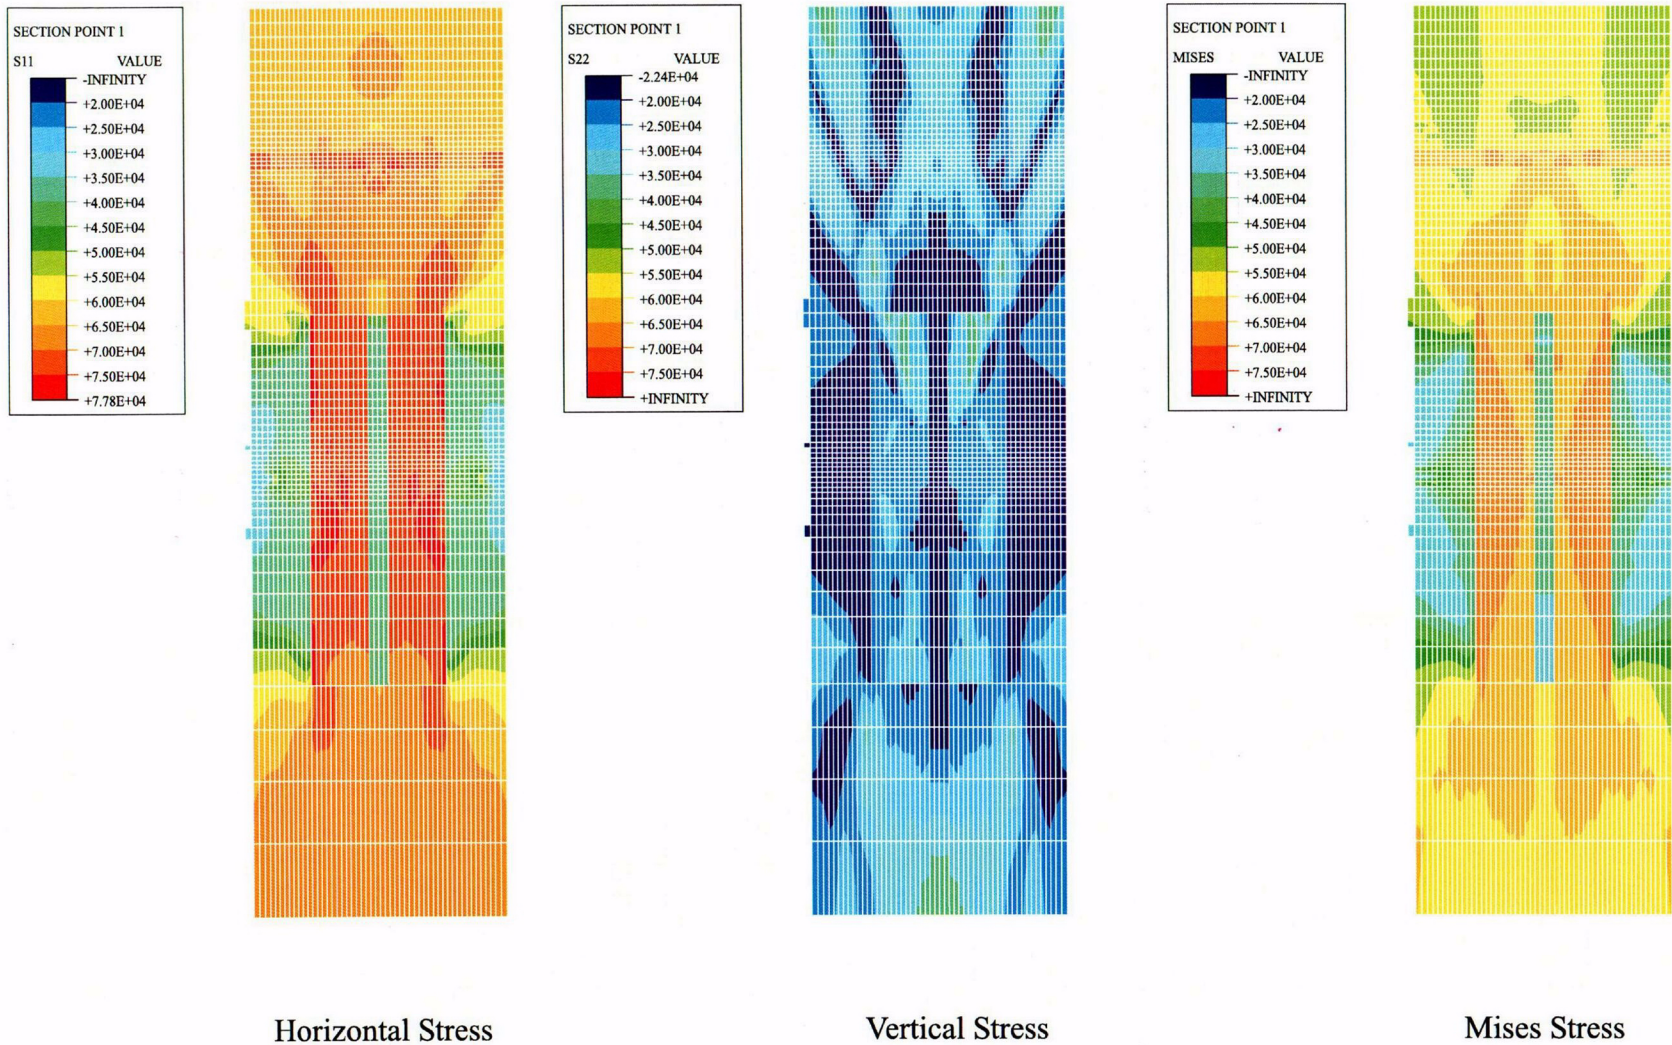 SECTION POINT 1
S11 VALUE
-INFINITY
+2.00E+04
+2.50E+04
+3.00E+04
+3.50E+04
+4.00E+04
+4.50E+04
+5.00E+04
+5.50E+04
+6.00E+04
+6.50E+04
+7.00E+04
+7.50E+04
+7.78E+04
SECTION POINT 1
S22 VALUE
-2.24E+04
+2.00E+04
+2.50E+04
+3.00E+04
+3.50E+04
+4.00E+04
+4.50E+04
+5.00E+04
+5.50E+04
+6.00E+04
+6.50E+04
+7.00E+04
+7.50E+04
+INFINITY
SECTION POINT 1
MISES VALUE
-INFINITY
+2.00E+04
+2.50E+04
+3.00E+04
+3.50E+04
+4.00E+04
+4.50E+04
+5.00E+04
+5.50E+04
+6.00E+04
+6.50E+04
+7.00E+04
+7.50E+04
+INFINITY
Horizontal Stress
Vertical Stress
Mises Stress